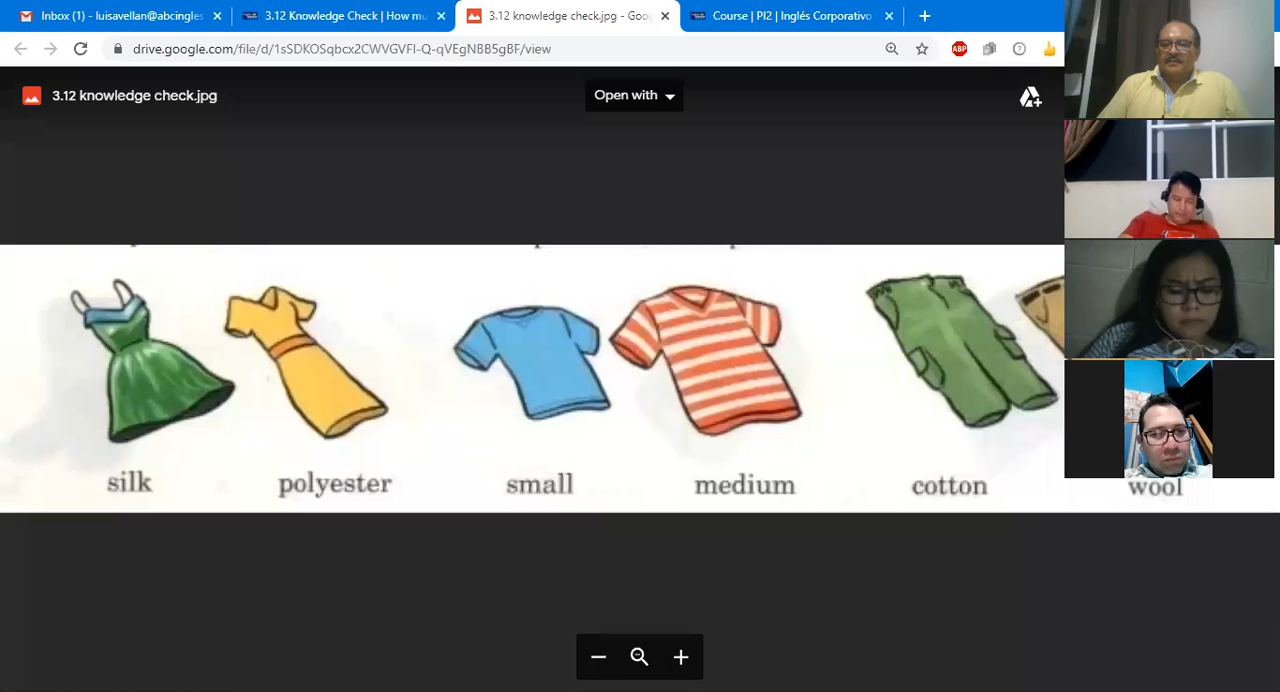 Inbox (1) - luisavellan@abcingles
3.12 Knowledge Check | How mu
3.12 knowledge check.jpg - Goog
Course | PI2 | Inglés Corporativo
drive.google.com/file/d/1sSDKOSqbcx2CWVGVFI-Q-qVEgNBB5gBF/view
ABP
3.12 knowledge check.jpg
Open with
silk
polyester
small
medium
cotton
wool